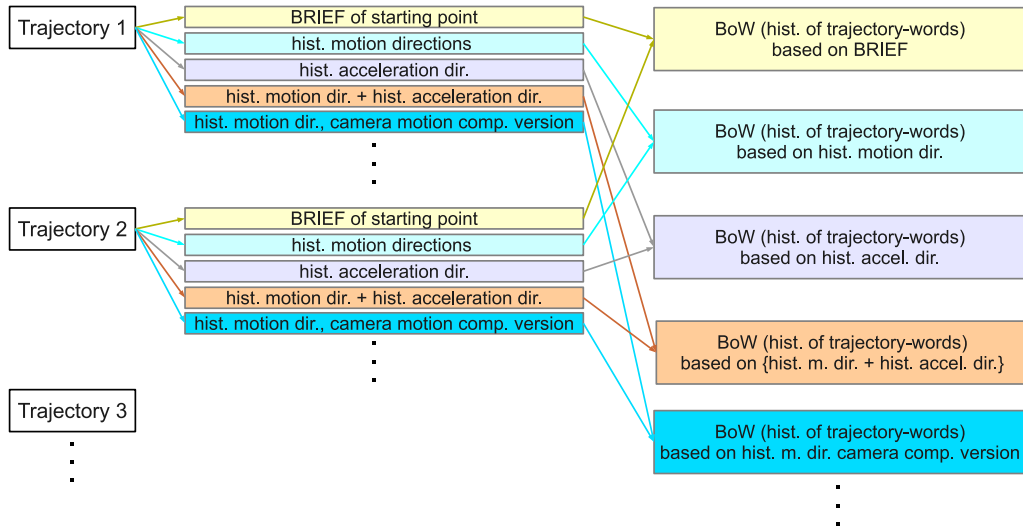 Trajectory 1
BRIEF of starting point
hist. motion directions
hist. acceleration dir.
hist. motion dir. + hist. acceleration dir.
hist. motion dir., camera motion comp. version
Trajectory 2
BRIEF of starting point
hist. motion directions
hist. acceleration dir.
hist. motion dir. + hist. acceleration dir.
hist. motion dir., camera motion comp. version
Trajectory 3
BoW (hist. of trajectory-words)
based on BRIEF
BoW (hist. of trajectory-words)
based on hist. motion dir.
BoW (hist. of trajectory-words)
based on hist. accel. dir.
BoW (hist. of trajectory-words)
based on {hist. m. dir. + hist. accel. dir.}
BoW (hist. of trajectory-words)
based on hist. m. dir. camera comp. version